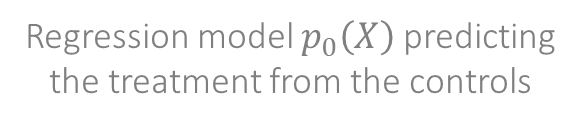 Regression model p₀(X) predicting
the treatment from the controls